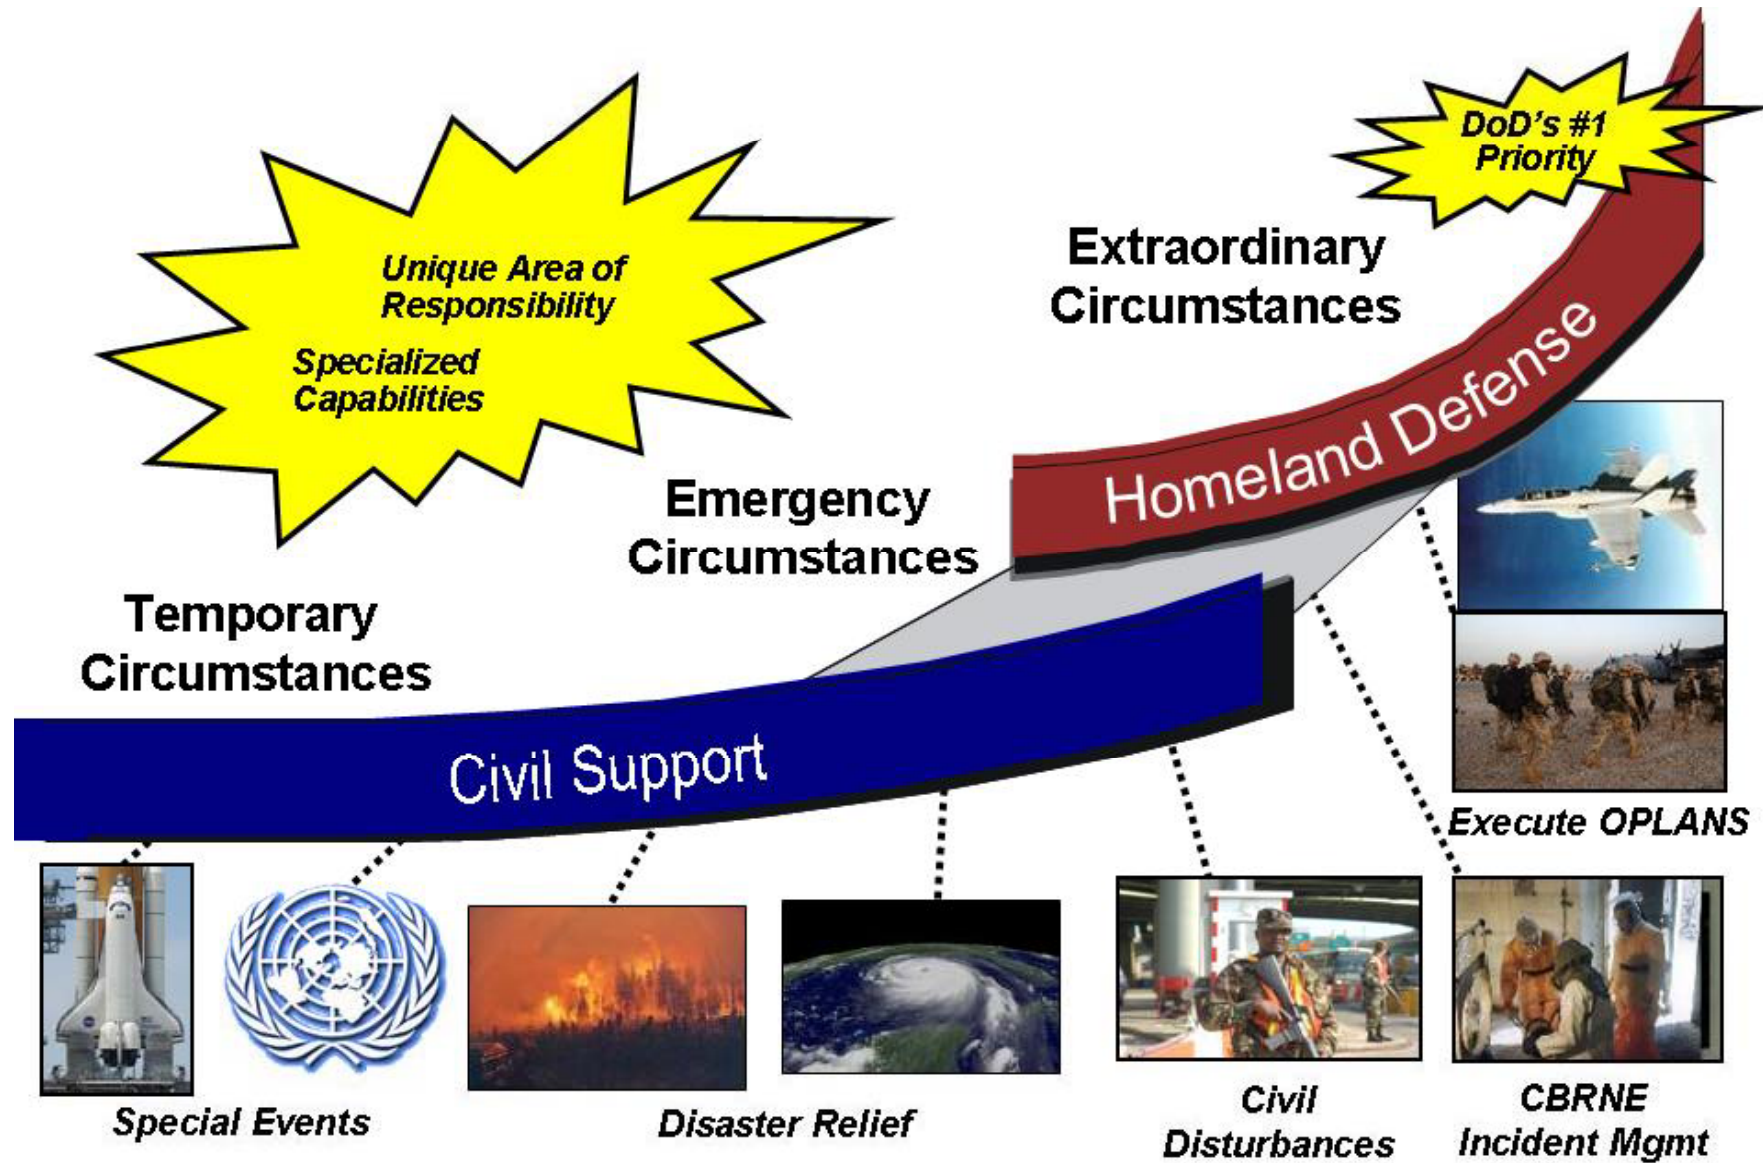 DoD's #1
Priority
Unique Area of
Responsibility
Specialized
Capabilities
Extraordinary
Circumstances
Homeland Defense
Emergency
Circumstances
Temporary
Circumstances
Civil Support
Execute OPLANS
Special Events
Disaster Relief
Civil
Disturbances
CBRNE
Incident Mgmt